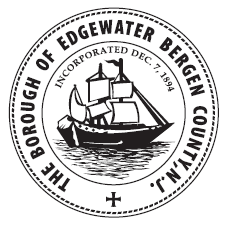 THE BOROUGH OF EDGEWATER BERGEN COUNTY, N.J.
INCORPORATED DEC. 7, 1894